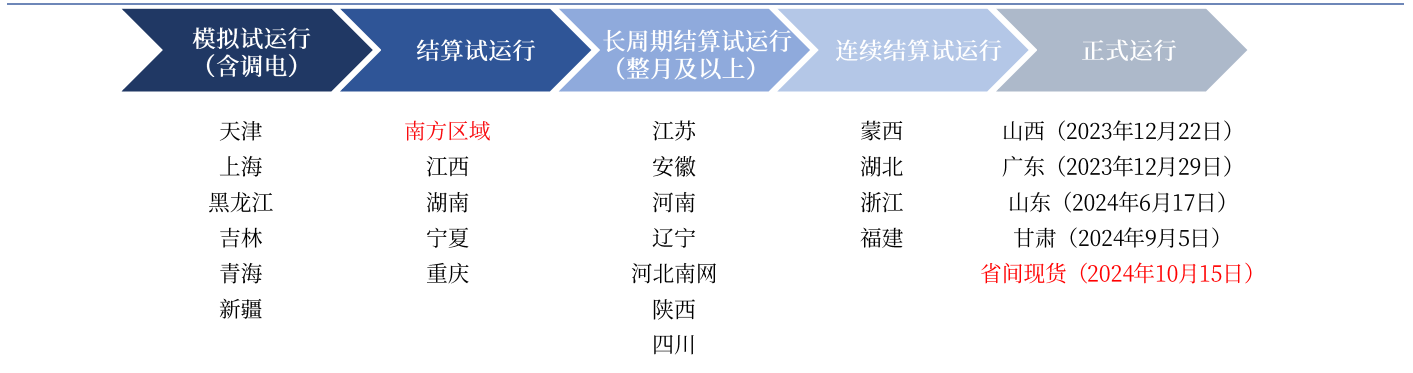 模拟试运行
（含调电）
结算试运行
长周期结算试运行
（整月及以上）
连续结算试运行
正式运行
天津
上海
黑龙江
吉林
青海
新疆
南方区域
江西
湖南
宁夏
重庆
江苏
安徽
河南
辽宁
河北南网
陕西
四川
蒙西
湖北
浙江
福建
山西（2023年12月22日）
广东（2023年12月29日）
山东（2024年6月17日）
甘肃（2024年9月5日）
省间现货（2024年10月15日）